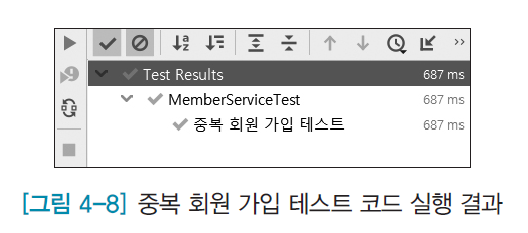 Test Results 687 ms
MemberServiceTest 687 ms
중복 회원 가입 테스트 687 ms
[그림 4-8] 중복 회원 가입 테스트 코드 실행 결과